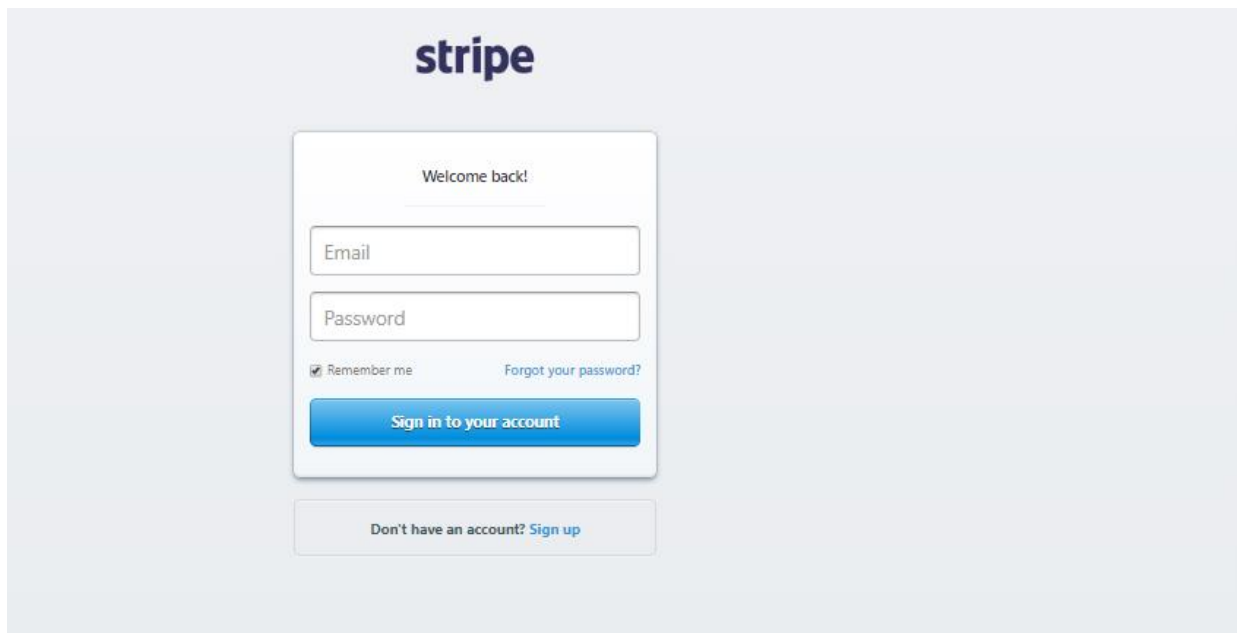 stripe
Welcome back!
Email
Password
Remember me Forgot your password?
Sign in to your account
Don't have an account? Sign up